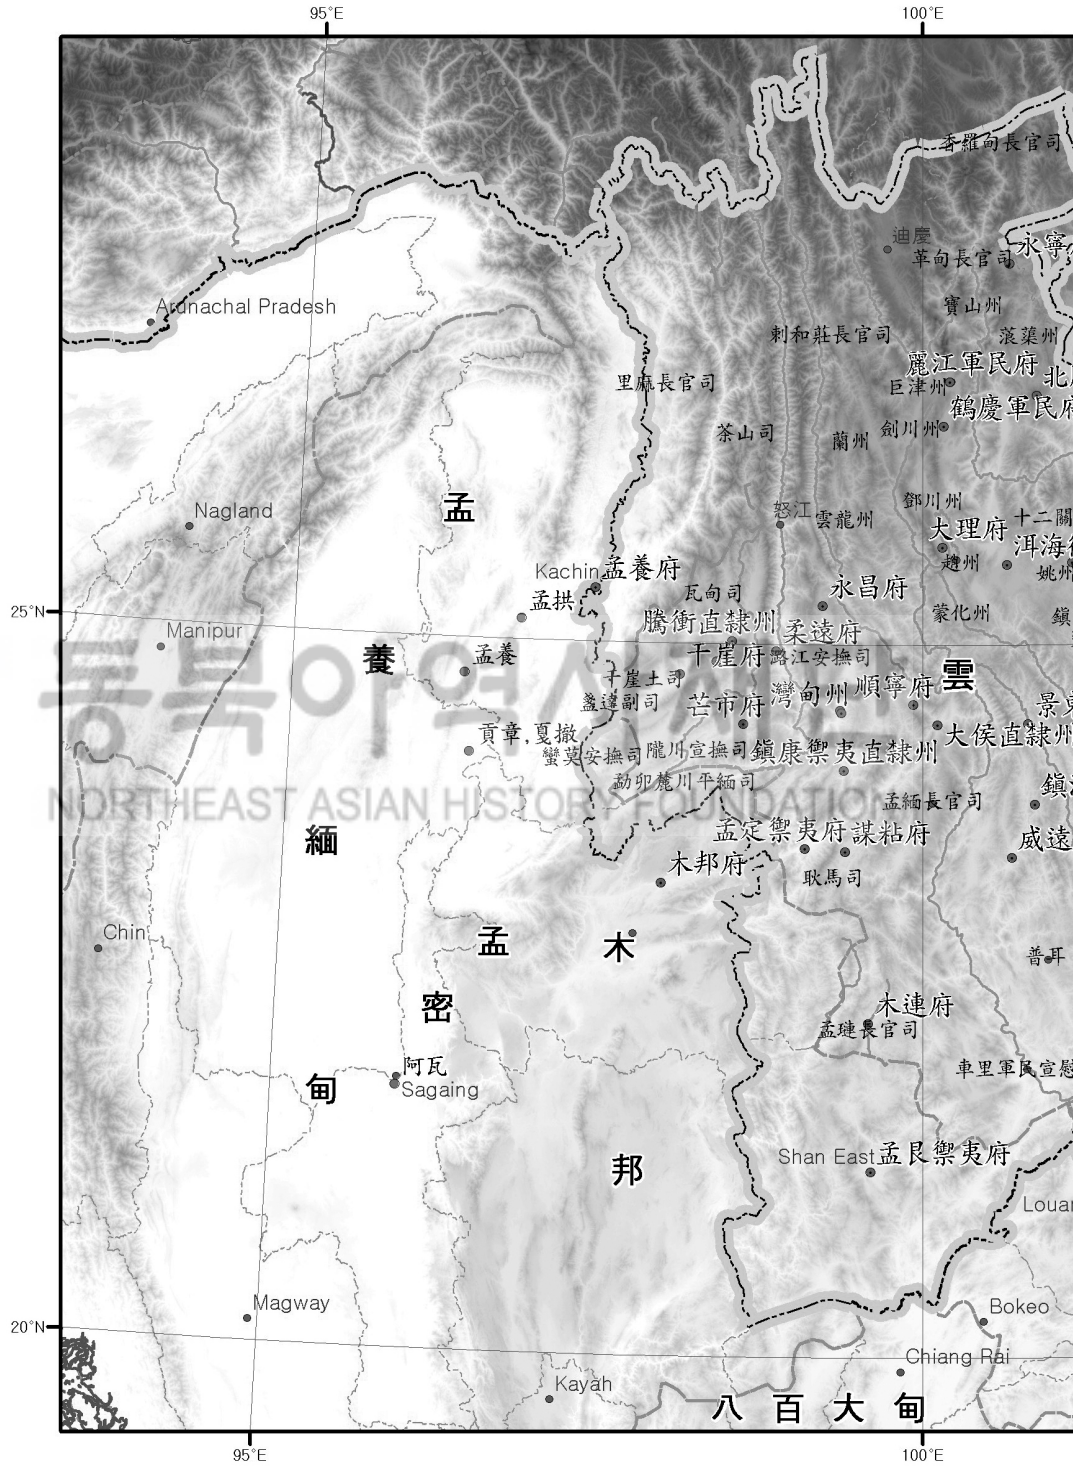 95°E
100°E
香羅甸長官司
迪慶
革甸長官司
永寧
Arunachal Pradesh
寶山州
剌和莊長官司
蒗蕖州
麗江軍民府
里麻長官司
巨津州
北
鶴慶軍民府
茶山司
蘭州
劍川州
孟
Nagland
鄧川州
怒江
雲龍州
十二關
大理府
洱海
趙州
姚州
Kachin
孟養府
瓦甸司
永昌府
25°N
孟拱
騰衝直隸州
柔遠府
蒙化州
鎮
Manipur
養
孟養
干崖府
潞江安撫司
雲
干崖土司
盞達副司
芒市府
灣甸州
順寧府
景東
大侯直隸州
동북아역사재단
貢章,戛撤
蠻莫安撫司
隴川宣撫司
鎮康禦夷直隸州
勐卯麓川平緬司
孟緬長官司
NORTHEAST ASIAN HISTORY FOUNDATION
緬
孟定禦夷府
謀粘府
威遠
木邦府
耿馬司
Chin
孟
木
普耳
密
木連府
孟璉長官司
阿瓦
車里軍民宣慰
甸
Sagaing
Shan East
孟艮禦夷府
邦
Louan
Magway
Bokeo
20°N
Chiang Rai
Kayah
八百大甸
95°E
100°E